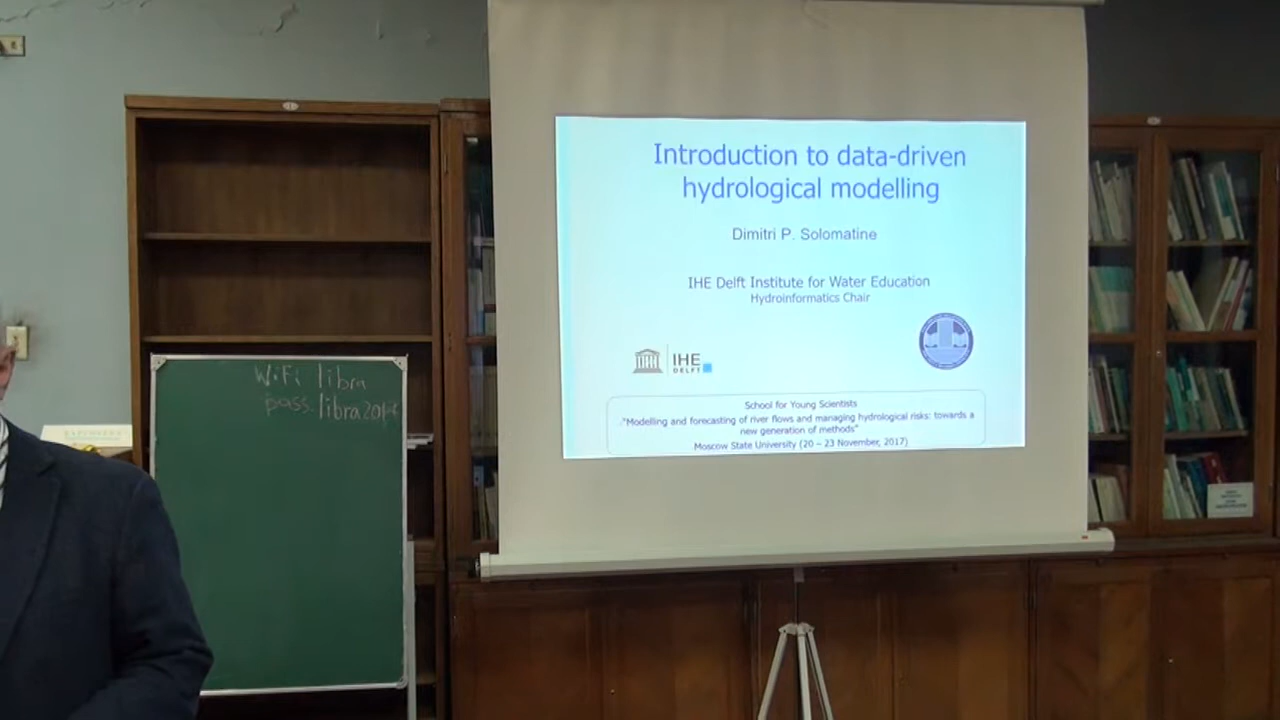 WiFi libra
pass. libra
Introduction to data-driven
hydrological modelling
Dimitri P. Solomatine
IHE Delft Institute for Water Education
Hydroinformatics Chair
IHE
DELFT
School for Young Scientists
"Modelling and forecasting of river flows and managing hydrological risks: towards a
new generation of methods"
Moscow State University (20 – 23 November, 2017)